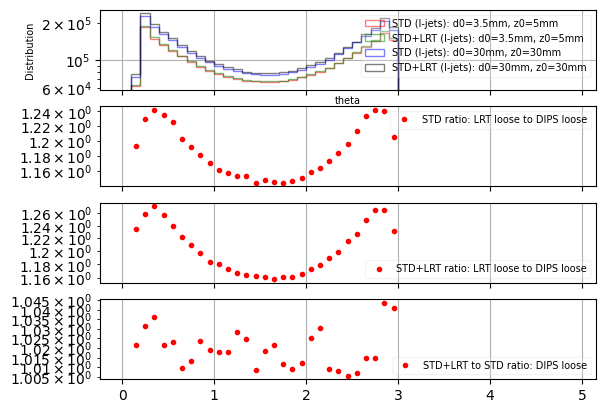 2 × 10⁵
10⁵
6 × 10⁴
Distribution
STD (l-jets): d0=3.5mm, z0=5mm
STD+LRT (l-jets): d0=3.5mm, z0=5mm
STD (l-jets): d0=30mm, z0=30mm
STD+LRT (l-jets): d0=30mm, z0=30mm
theta
1.24 × 10⁰
1.22 × 10⁰
1.2 × 10⁰
1.18 × 10⁰
1.16 × 10⁰
STD ratio: LRT loose to DIPS loose
1.26 × 10⁰
1.24 × 10⁰
1.22 × 10⁰
1.2 × 10⁰
1.18 × 10⁰
1.16 × 10⁰
STD+LRT ratio: LRT loose to DIPS loose
1.045 × 10⁰
1.04 × 10⁰
1.035 × 10⁰
1.03 × 10⁰
1.025 × 10⁰
1.02 × 10⁰
1.015 × 10⁰
1.01 × 10⁰
1.005 × 10⁰
STD+LRT to STD ratio: DIPS loose
0 1 2 3 4 5